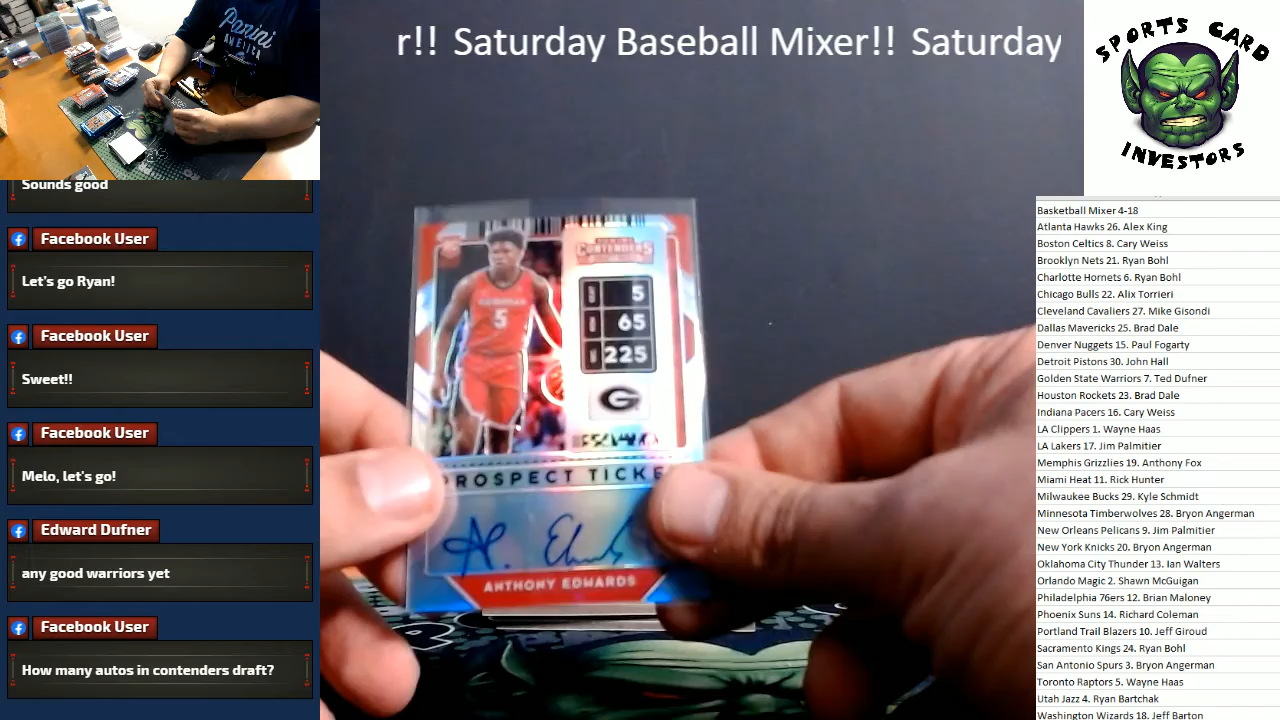 r!! Saturday Baseball Mixer!! Saturday
SPORTS CARD
INVESTORS
Panini
AMERICA
Sounds good
Facebook User
Let's go Ryan!
Facebook User
Sweet!!
Facebook User
Melo, let's go!
Edward Dufner
any good warriors yet
Facebook User
How many autos in contenders draft?
RC
PANINI
CONTENDERS
5
65
225
GEORGIA
5
G
PROSPECT TICKE
ANTHONY EDWARDS
Basketball Mixer 4-18
Atlanta Hawks 26. Alex King
Boston Celtics 8. Cary Weiss
Brooklyn Nets 21. Ryan Bohl
Charlotte Hornets 6. Ryan Bohl
Chicago Bulls 22. Alix Torrieri
Cleveland Cavaliers 27. Mike Gisondi
Dallas Mavericks 25. Brad Dale
Denver Nuggets 15. Paul Fogarty
Detroit Pistons 30. John Hall
Golden State Warriors 7. Ted Dufner
Houston Rockets 23. Brad Dale
Indiana Pacers 16. Cary Weiss
LA Clippers 1. Wayne Haas
LA Lakers 17. Jim Palmitier
Memphis Grizzlies 19. Anthony Fox
Miami Heat 11. Rick Hunter
Milwaukee Bucks 29. Kyle Schmidt
Minnesota Timberwolves 28. Bryon Angerman
New Orleans Pelicans 9. Jim Palmitier
New York Knicks 20. Bryon Angerman
Oklahoma City Thunder 13. Ian Walters
Orlando Magic 2. Shawn McGuigan
Philadelphia 76ers 12. Brian Maloney
Phoenix Suns 14. Richard Coleman
Portland Trail Blazers 10. Jeff Giroud
Sacramento Kings 24. Ryan Bohl
San Antonio Spurs 3. Bryon Angerman
Toronto Raptors 5. Wayne Haas
Utah Jazz 4. Ryan Bartchak
Washington Wizards 18. Jeff Barton